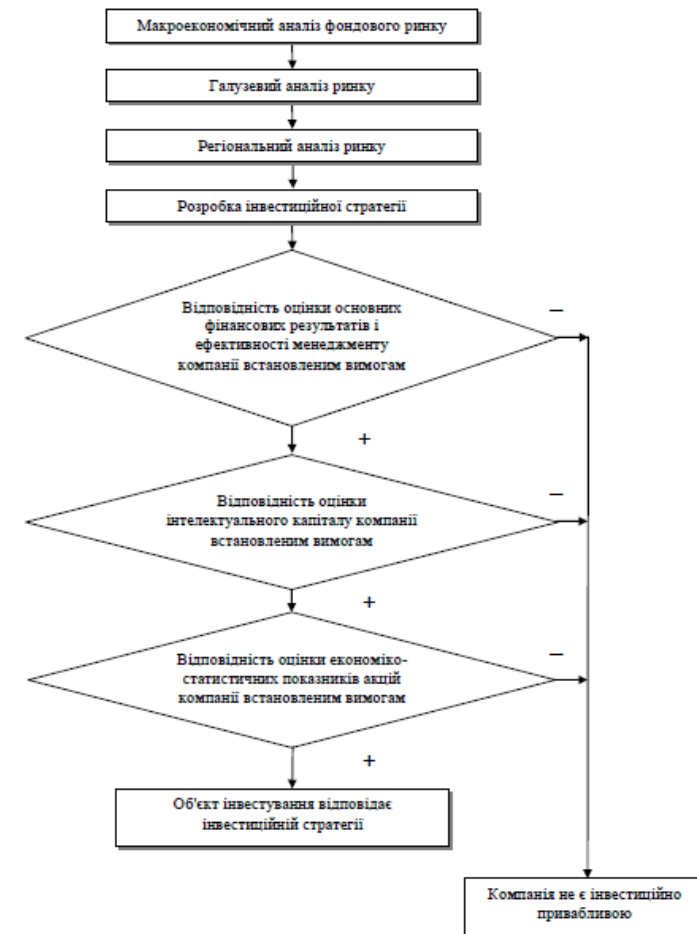 Макроекономічний аналіз фондового ринку
Галузевий аналіз ринку
Регіональний аналіз ринку
Розробка інвестиційної стратегії
Відповідність оцінки основних
фінансових результатів і
ефективності менеджменту
компанії встановленим вимогам
–
+
Відповідність оцінки
інтелектуального капіталу компанії
встановленим вимогам
–
+
Відповідність оцінки економіко-
статистичних показників акцій
компанії встановленим вимогам
–
+
Об'єкт інвестування відповідає
інвестиційній стратегії
Компанія не є інвестиційно
привабливою